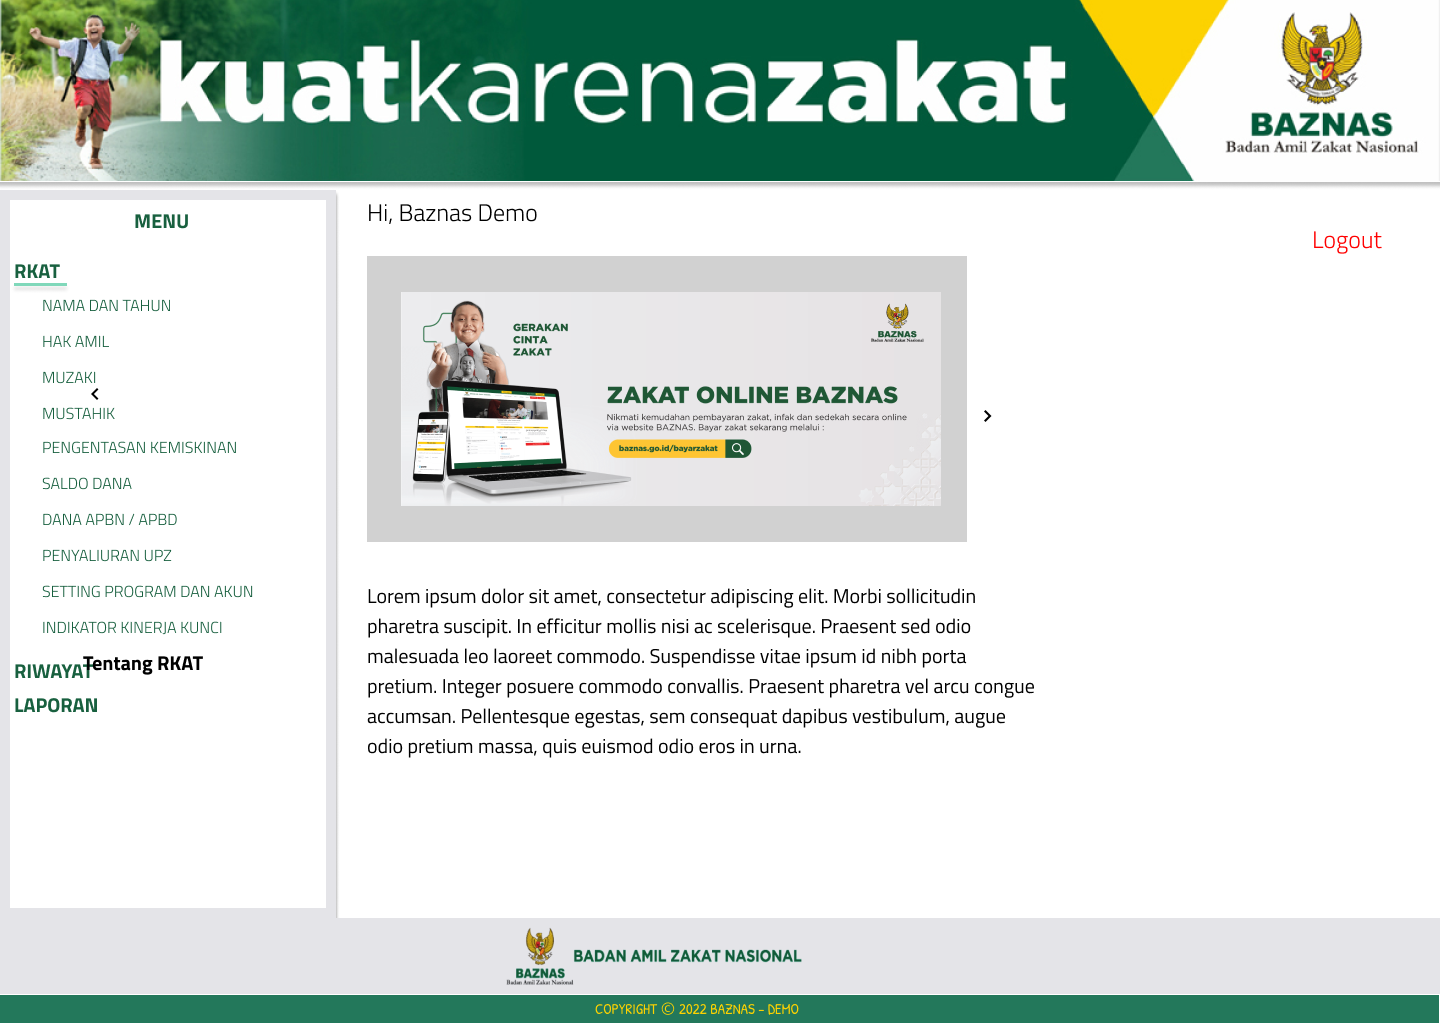 kuatkarenazakat
BAZNAS
Badan Amil Zakat Nasional
MENU
RKAT
NAMA DAN TAHUN
HAK AMIL
MUZAKI
MUSTAHIK
PENGENTASAN KEMISKINAN
SALDO DANA
DANA APBN / APBD
PENYALIURAN UPZ
SETTING PROGRAM DAN AKUN
INDIKATOR KINERJA KUNCI
Tentang RKAT
RIWAYAT
LAPORAN
Hi, Baznas Demo
Logout
GERAKAN
CINTA
ZAKAT
BAZNAS
Badan Amil Zakat Nasional
ZAKAT ONLINE BAZNAS
Nikmati kemudahan pembayaran zakat, infak dan sedekah secara online
via website BAZNAS. Bayar zakat sekarang melalui :
baznas.go.id/bayarzakat
Lorem ipsum dolor sit amet, consectetur adipiscing elit. Morbi sollicitudin
pharetra suscipit. In efficitur mollis nisi ac scelerisque. Praesent sed odio
malesuada leo laoreet commodo. Suspendisse vitae ipsum id nibh porta
pretium. Integer posuere commodo convallis. Praesent pharetra vel arcu congue
accumsan. Pellentesque egestas, sem consequat dapibus vestibulum, augue
odio pretium massa, quis euismod odio eros in urna.
BAZNAS
Badan Amil Zakat Nasional
BADAN AMIL ZAKAT NASIONAL
COPYRIGHT © 2022 BAZNAS - DEMO